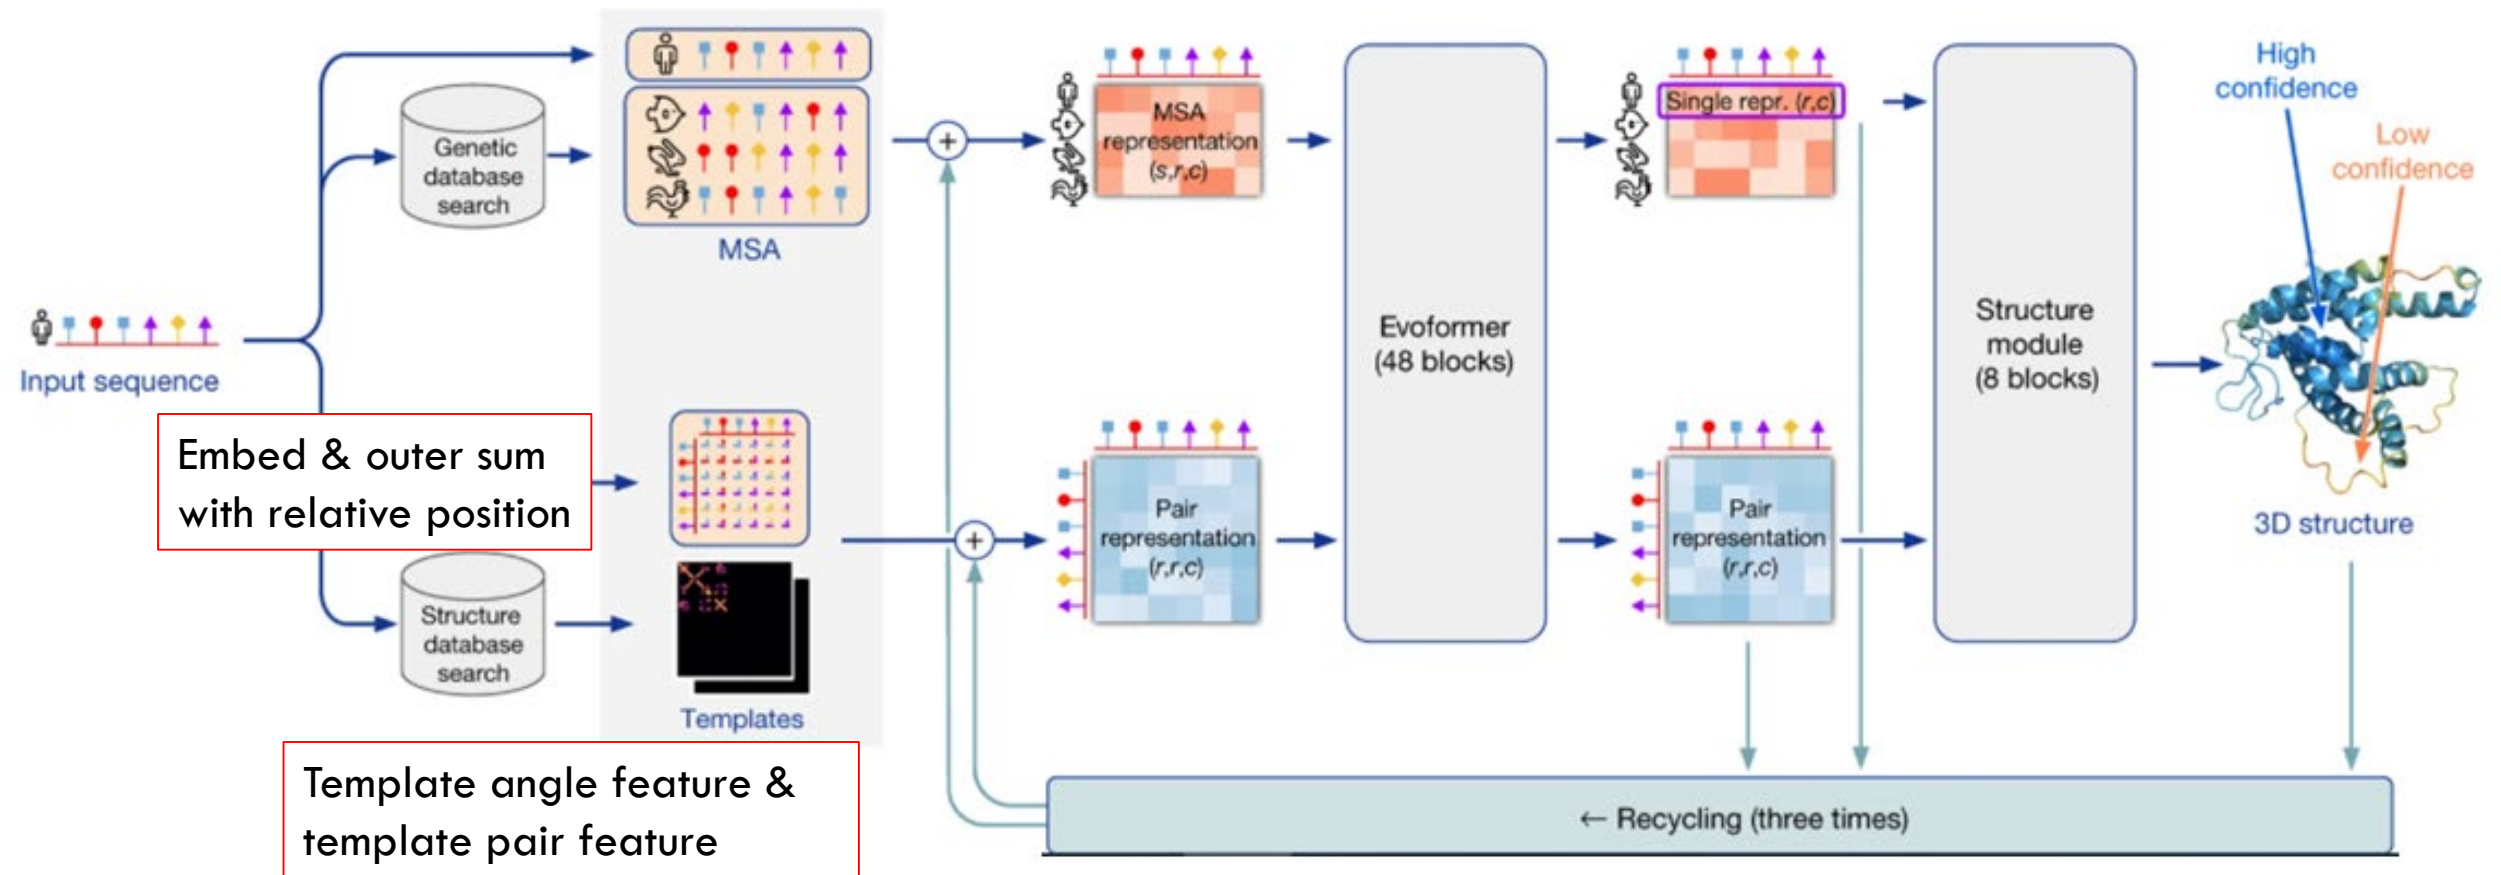 Input sequence
Embed & outer sum
with relative position
Genetic
database
search
Structure
database
search
Template angle feature &
template pair feature
MSA
Templates
+
+
MSA
representation
(s,r,c)
Pair
representation
(r,r,c)
Evoformer
(48 blocks)
Single repr. (r,c)
Pair
representation
(r,r,c)
Structure
module
(8 blocks)
High
confidence
Low
confidence
3D structure
← Recycling (three times)